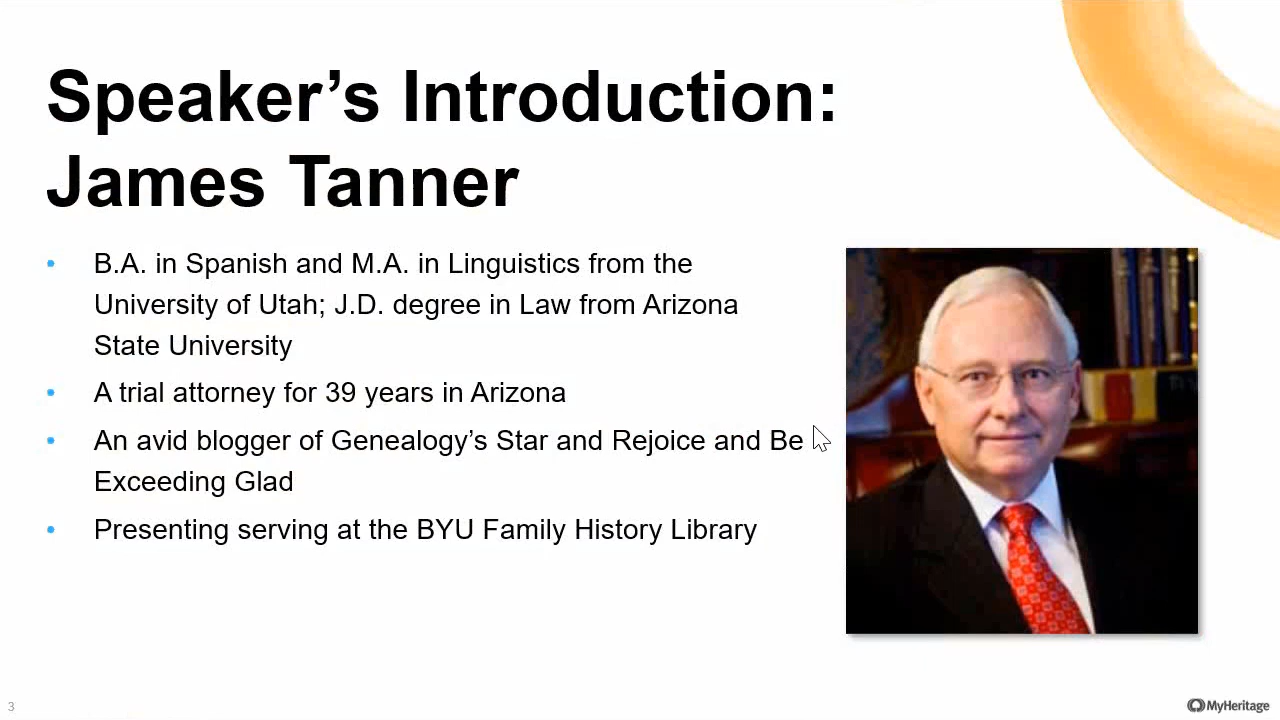 Speaker’s Introduction:
James Tanner
• B.A. in Spanish and M.A. in Linguistics from the
University of Utah; J.D. degree in Law from Arizona
State University
• A trial attorney for 39 years in Arizona
• An avid blogger of Genealogy’s Star and Rejoice and Be
Exceeding Glad
• Presenting serving at the BYU Family History Library
3
MyHeritage